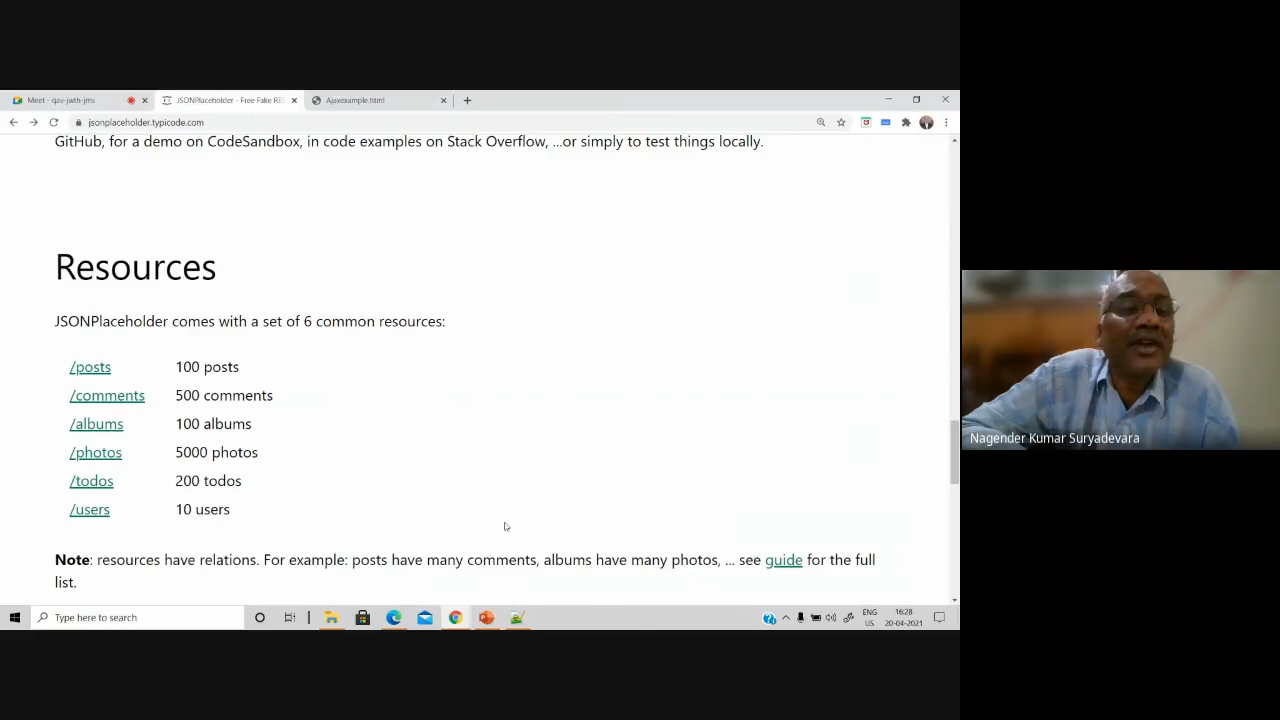 Meet - qav-jwth-jms
JSONPlaceholder - Free Fake RES
Ajaxexample.html
jsonplaceholder.typicode.com
GitHub, for a demo on CodeSandbox, in code examples on Stack Overflow, ...or simply to test things locally.
Resources
JSONPlaceholder comes with a set of 6 common resources:
/posts 100 posts
/comments 500 comments
/albums 100 albums
/photos 5000 photos
/todos 200 todos
/users 10 users
Note: resources have relations. For example: posts have many comments, albums have many photos, ... see guide for the full
list.
Nagender Kumar Suryadevara
Type here to search
ENG
US
16:28
20-04-2021